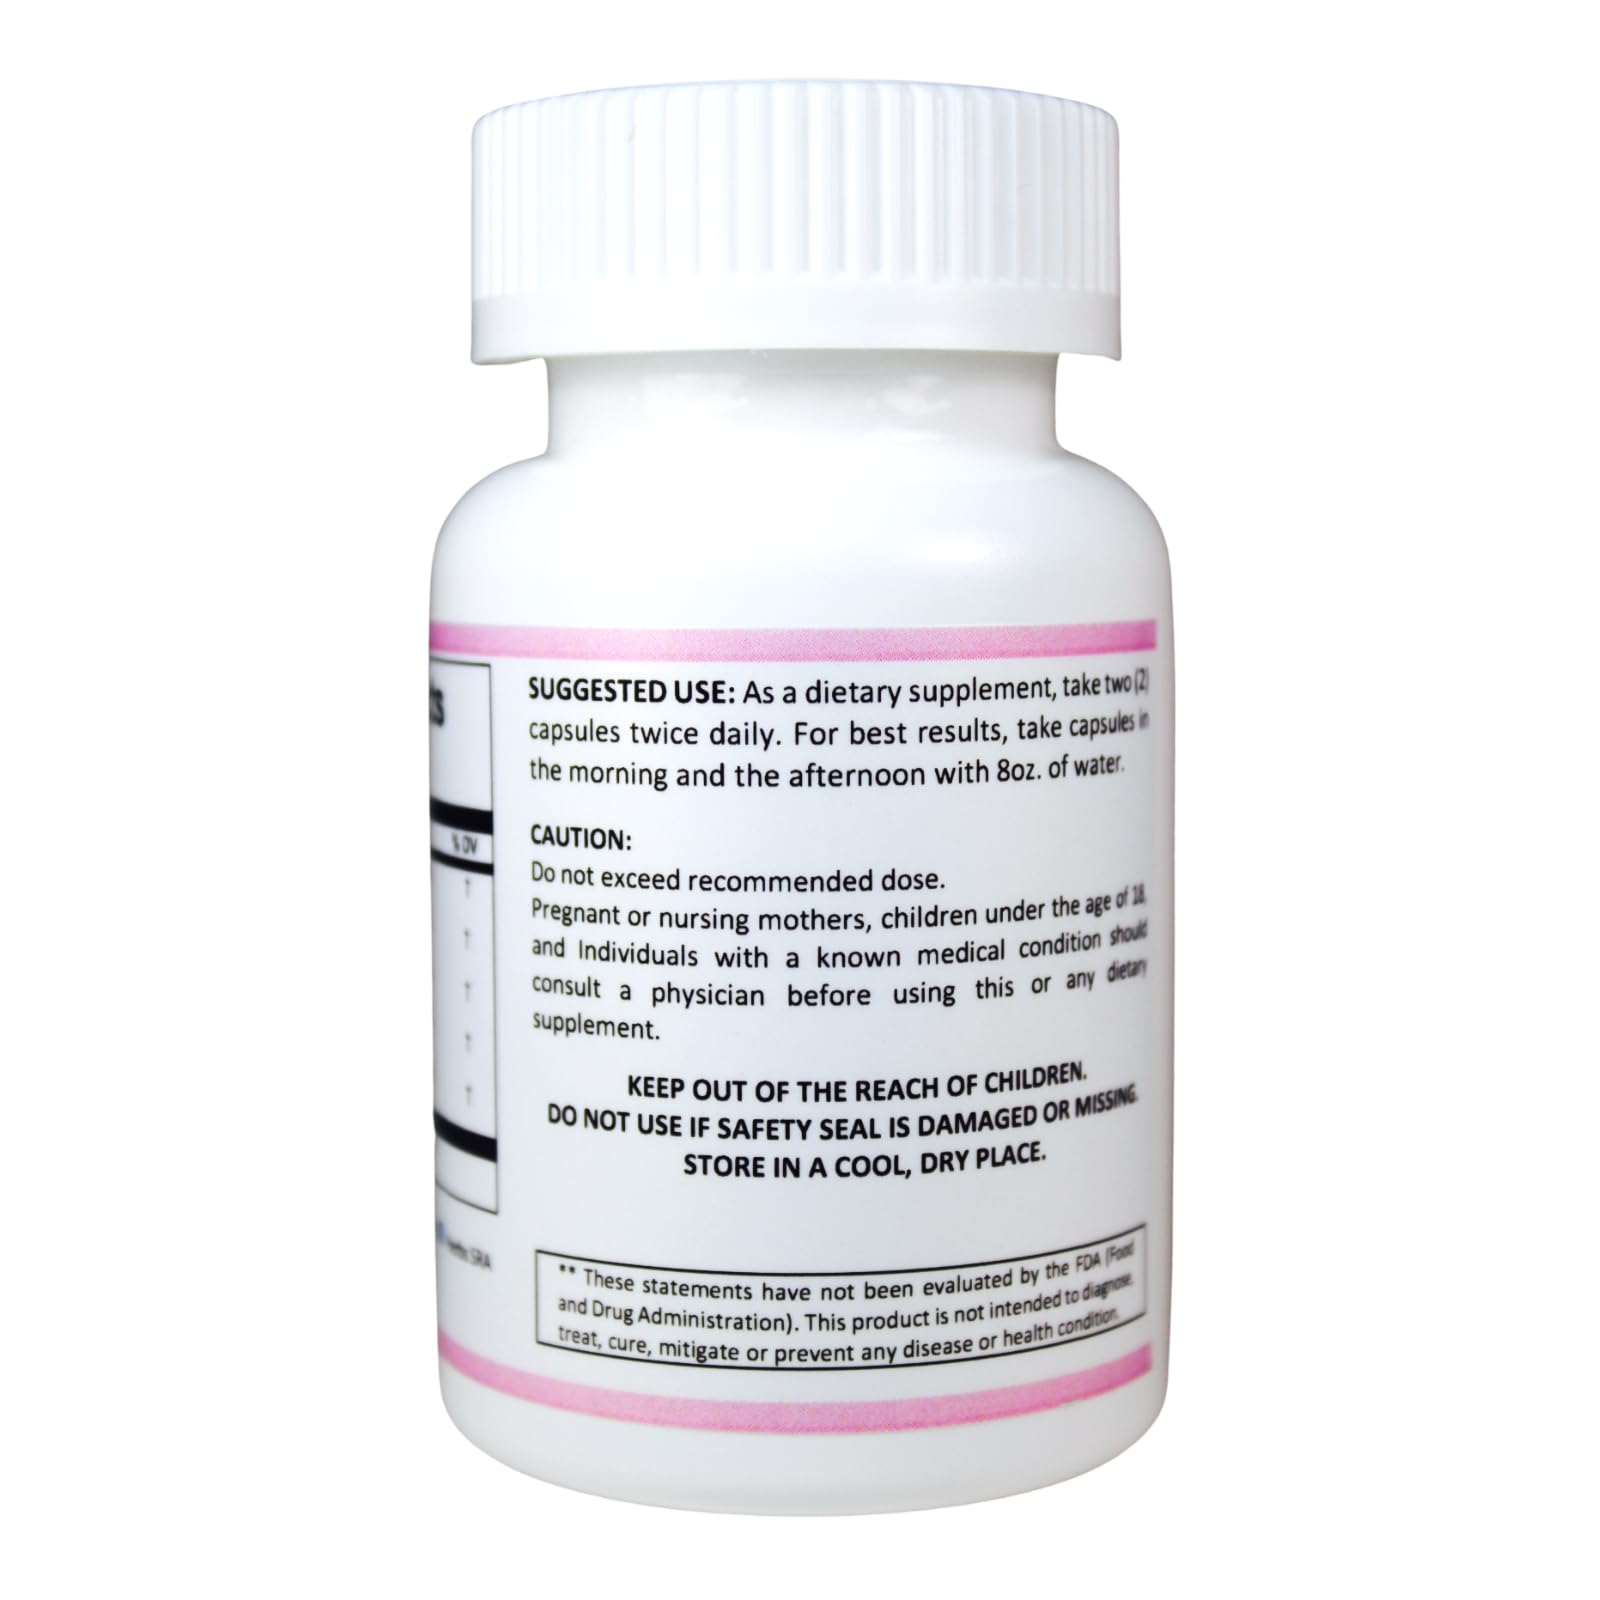 ts
% DV
†
†
†
†
†
SRA
SUGGESTED USE: As a dietary supplement, take two (2)
capsules twice daily. For best results, take capsules in
the morning and the afternoon with 8oz. of water.
CAUTION:
Do not exceed recommended dose.
Pregnant or nursing mothers, children under the age of 18,
and Individuals with a known medical condition should
consult a physician before using this or any dietary
supplement.
KEEP OUT OF THE REACH OF CHILDREN.
DO NOT USE IF SAFETY SEAL IS DAMAGED OR MISSING.
STORE IN A COOL, DRY PLACE.
** These statements have not been evaluated by the FDA (Food
and Drug Administration). This product is not intended to diagnose,
treat, cure, mitigate or prevent any disease or health condition.